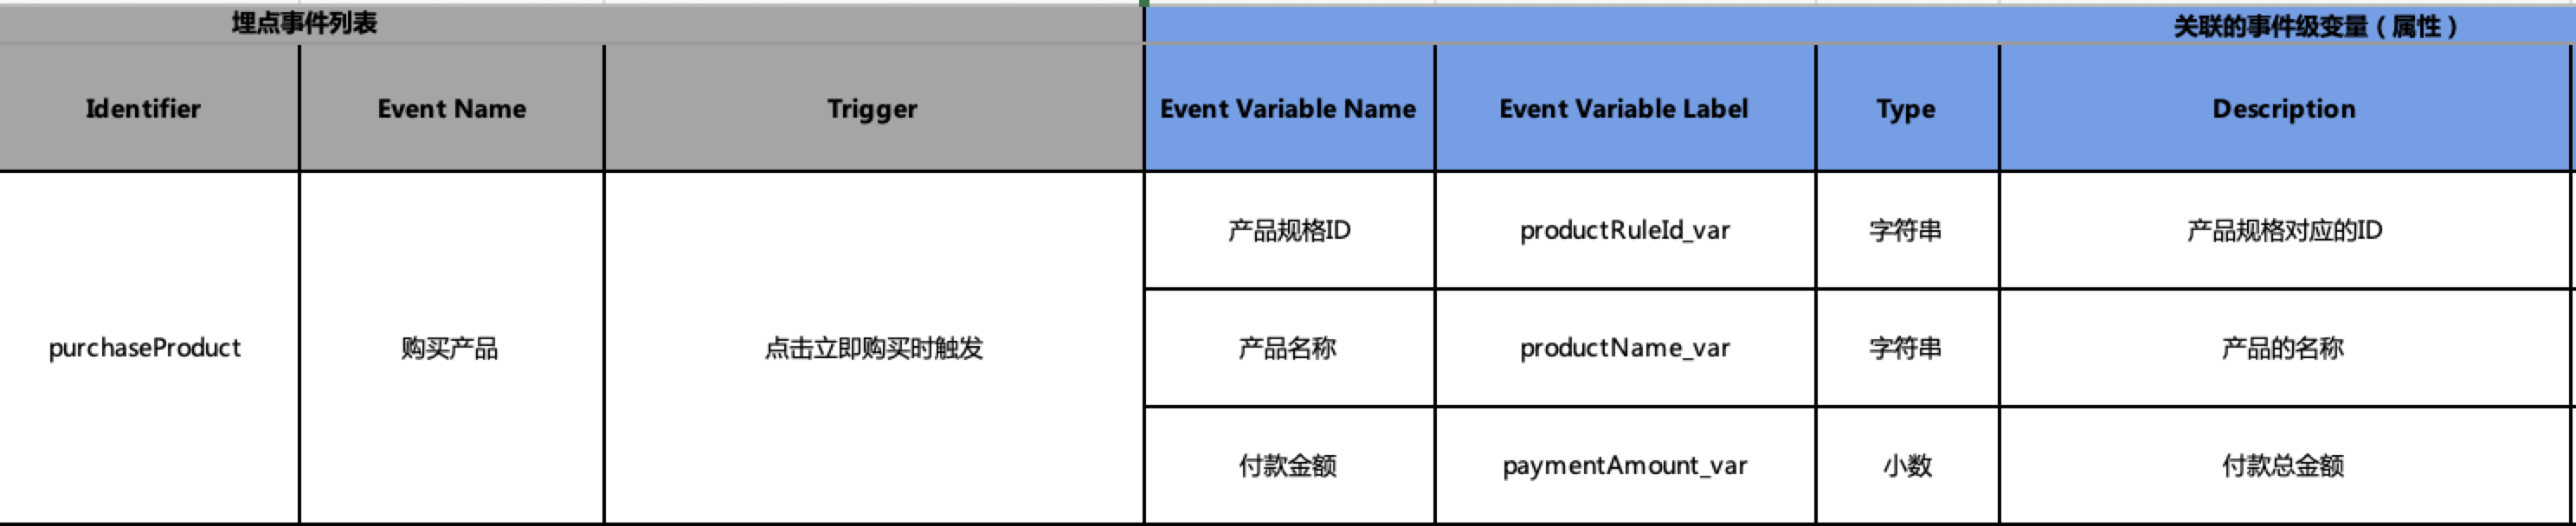 埋点事件列表
关联的事件级变量（属性）
Identifier
Event Name
Trigger
Event Variable Name
Event Variable Label
Type
Description
purchaseProduct
购买产品
点击立即购买时触发
产品规格ID
productRuleId_var
字符串
产品规格对应的ID
产品名称
productName_var
字符串
产品的名称
付款金额
paymentAmount_var
小数
付款总金额